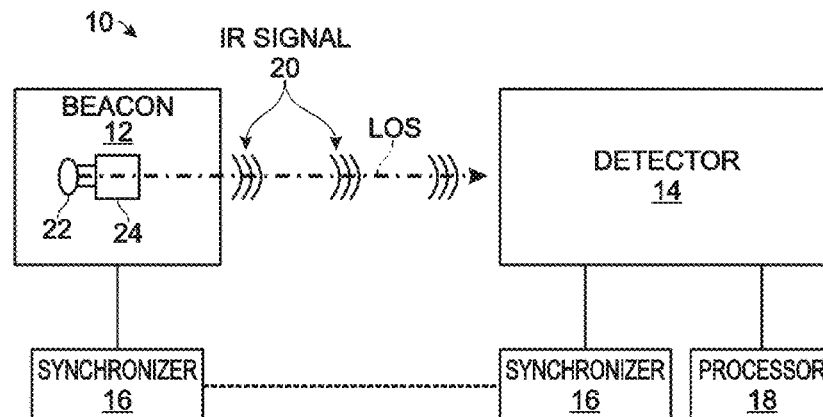 10
IR SIGNAL
20
BEACON
12
LOS
DETECTOR
14
22
24
SYNCHRONIZER
16
SYNCHRONIZER
16
PROCESSOR
18